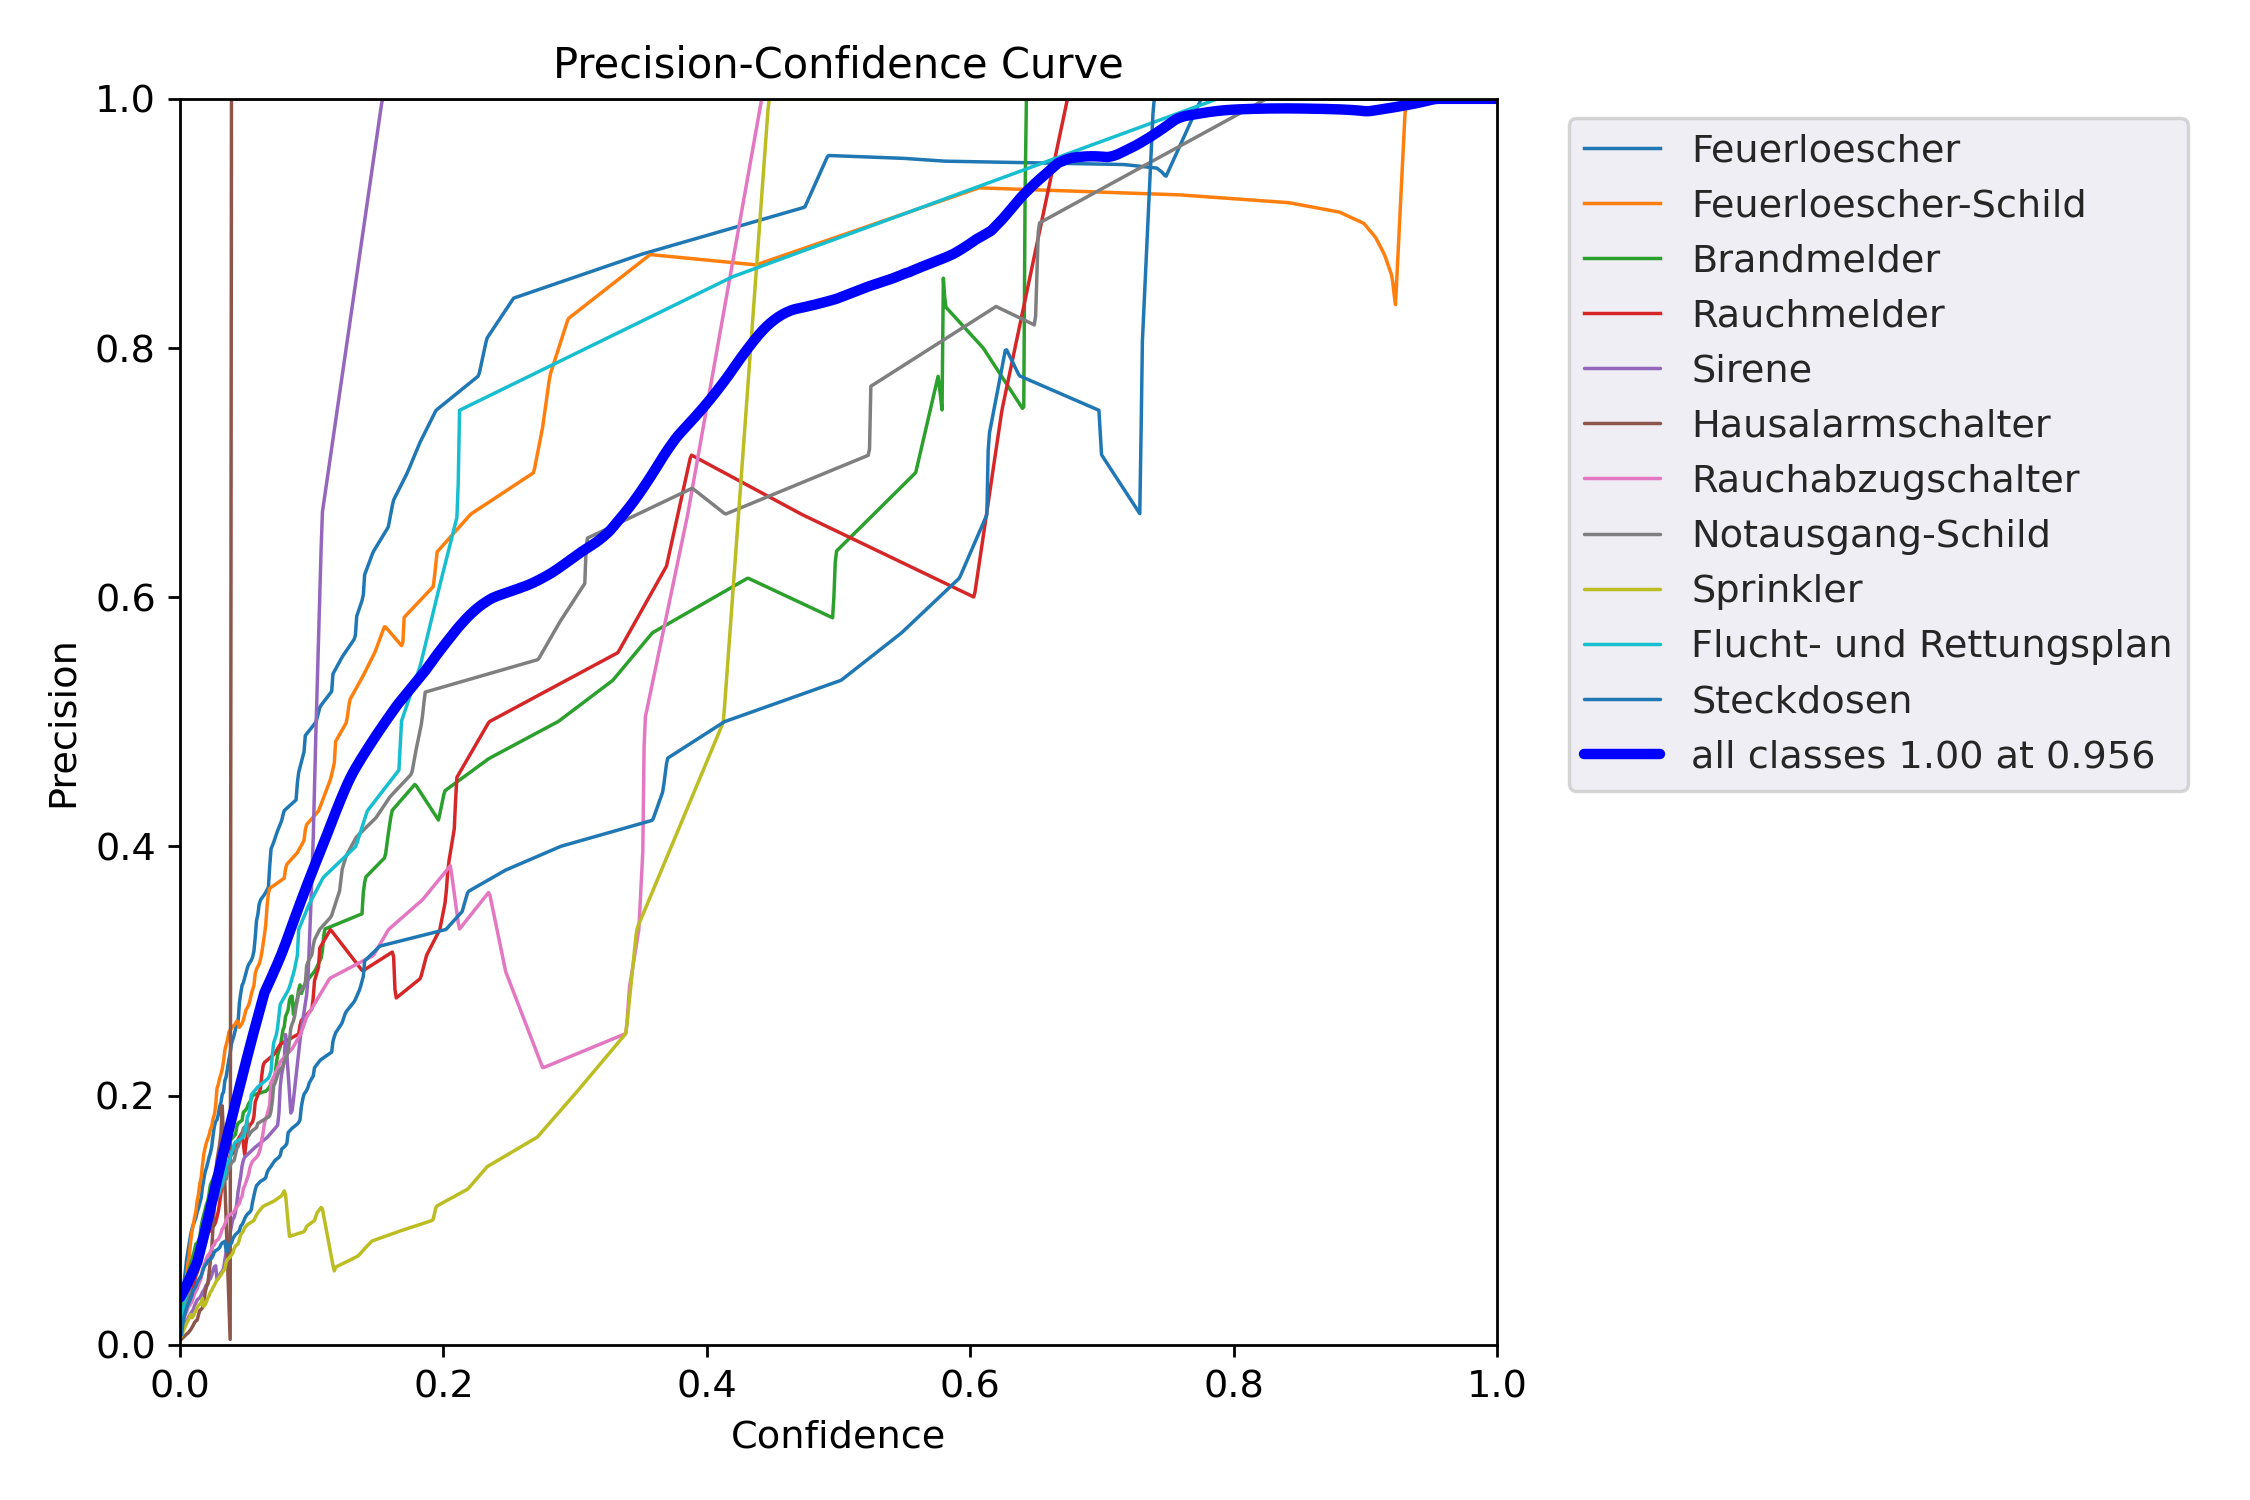 Precision-Confidence Curve
1.0
0.8
0.6
0.4
0.2
0.0
Precision
0.0 0.2 0.4 0.6 0.8 1.0
Confidence
Feuerloescher
Feuerloescher-Schild
Brandmelder
Rauchmelder
Sirene
Hausalarmschalter
Rauchabzugschalter
Notausgang-Schild
Sprinkler
Flucht- und Rettungsplan
Steckdosen
all classes 1.00 at 0.956